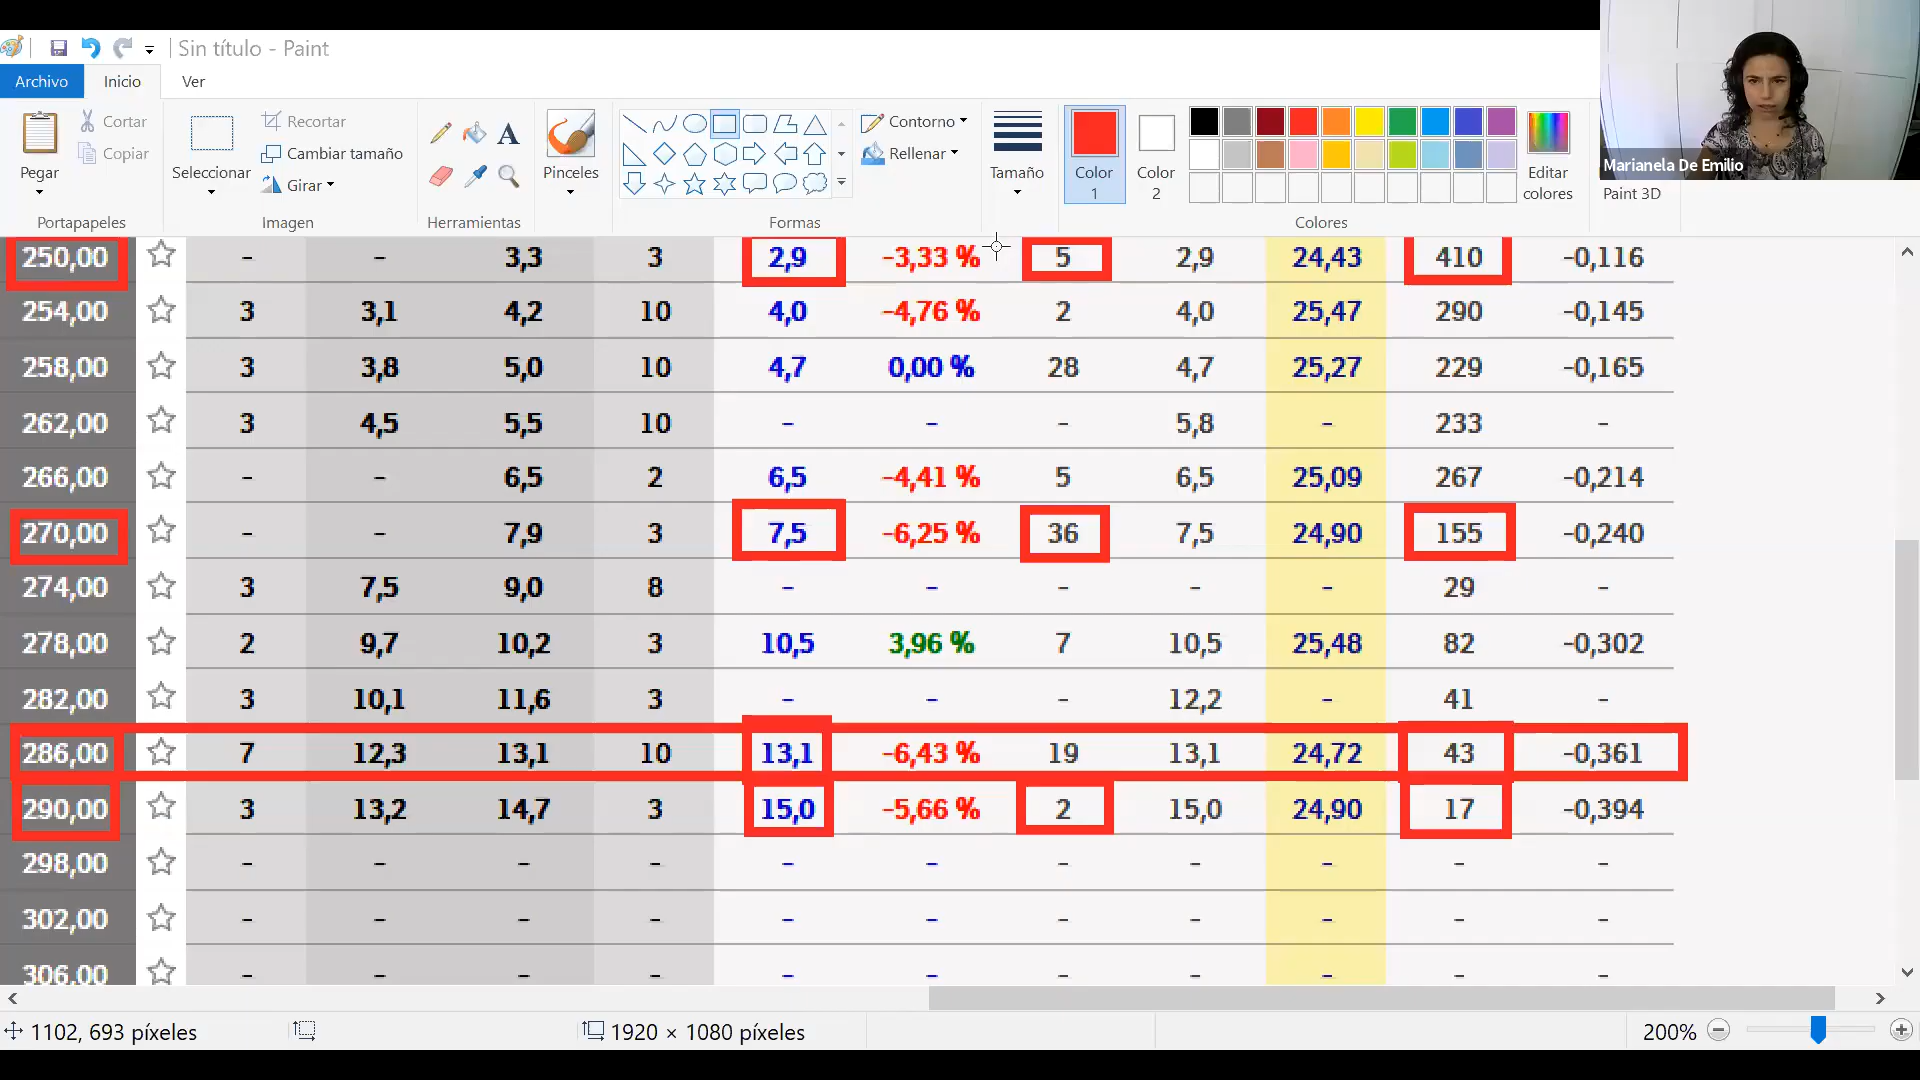 Sin título - Paint
Archivo Inicio Ver
Pegar
Cortar
Copiar
Portapapeles
Seleccionar
Recortar
Cambiar tamaño
Girar
Imagen
A
Herramientas
Pinceles
Contorno
Rellenar
Formas
Tamaño
Color 1
Color 2
Editar colores
Paint 3D
Colores
Marianela De Emilio
250,00 - - 3,3 3 2,9 -3,33 % 5 2,9 24,43 410 -0,116
254,00 3 3,1 4,2 10 4,0 -4,76 % 2 4,0 25,47 290 -0,145
258,00 3 3,8 5,0 10 4,7 0,00 % 28 4,7 25,27 229 -0,165
262,00 3 4,5 5,5 10 - - - 5,8 - 233 -
266,00 - - 6,5 2 6,5 -4,41 % 5 6,5 25,09 267 -0,214
270,00 - - 7,9 3 7,5 -6,25 % 36 7,5 24,90 155 -0,240
274,00 3 7,5 9,0 8 - - - - - 29 -
278,00 2 9,7 10,2 3 10,5 3,96 % 7 10,5 25,48 82 -0,302
282,00 3 10,1 11,6 3 - - - 12,2 - 41 -
286,00 7 12,3 13,1 10 13,1 -6,43 % 19 13,1 24,72 43 -0,361
290,00 3 13,2 14,7 3 15,0 -5,66 % 2 15,0 24,90 17 -0,394
298,00 - - - - - - - - - - -
302,00 - - - - - - - - - - -
306,00 - - - - - - - - - - -
1102, 693 píxeles
1920 × 1080 píxeles
200%